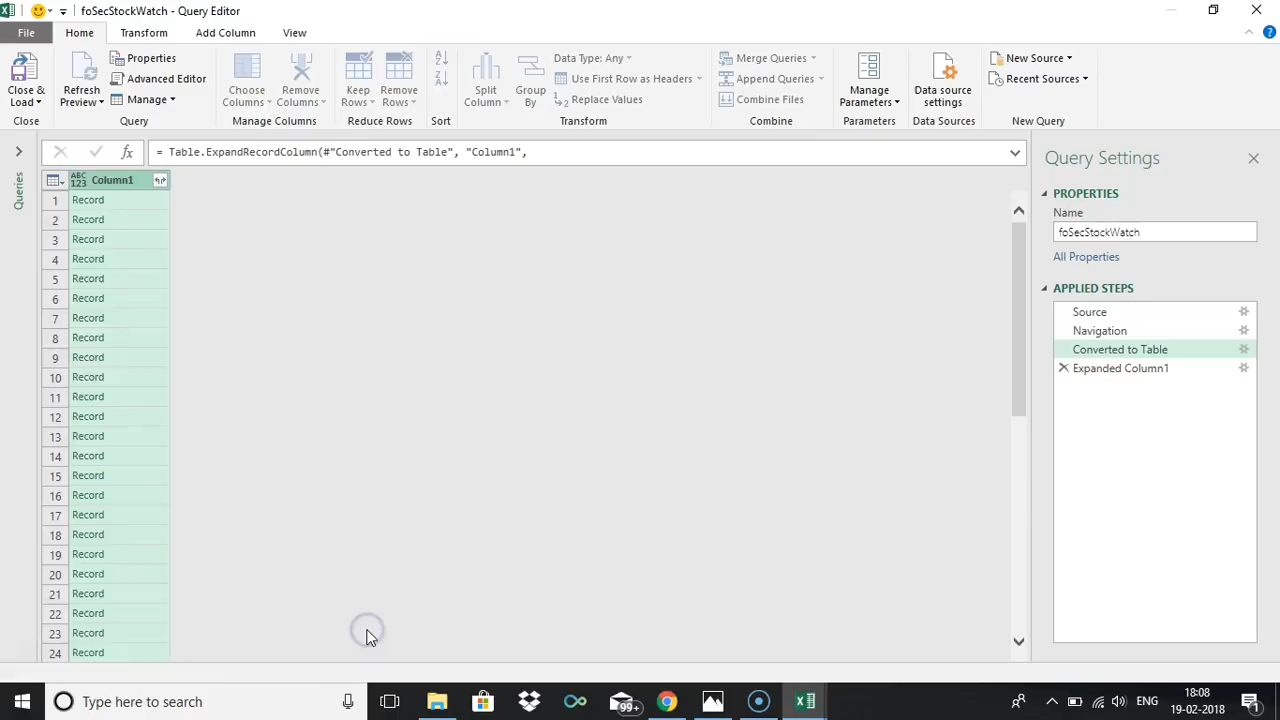 foSecStockWatch - Query Editor
File Home Transform Add Column View
Close & Load
Refresh Preview
Properties
Advanced Editor
Manage
Choose Columns
Remove Columns
Keep Rows
Remove Rows
A
Z
Z
A
Split Column
Group By
Data Type: Any
Use First Row as Headers
1 2 Replace Values
Merge Queries
Append Queries
Combine Files
Manage Parameters
Data source settings
New Source
Recent Sources
Close Query Manage Columns Reduce Rows Sort Transform Combine Parameters Data Sources New Query
fx = Table.ExpandRecordColumn(#"Converted to Table", "Column1",
Queries
ABC 123 Column1
1 Record
2 Record
3 Record
4 Record
5 Record
6 Record
7 Record
8 Record
9 Record
10 Record
11 Record
12 Record
13 Record
14 Record
15 Record
16 Record
17 Record
18 Record
19 Record
20 Record
21 Record
22 Record
23 Record
24 Record
Query Settings
PROPERTIES
Name
foSecStockWatch
All Properties
APPLIED STEPS
Source
Navigation
Converted to Table
Expanded Column1
Type here to search
99+
ENG
18:08
19-02-2018
1